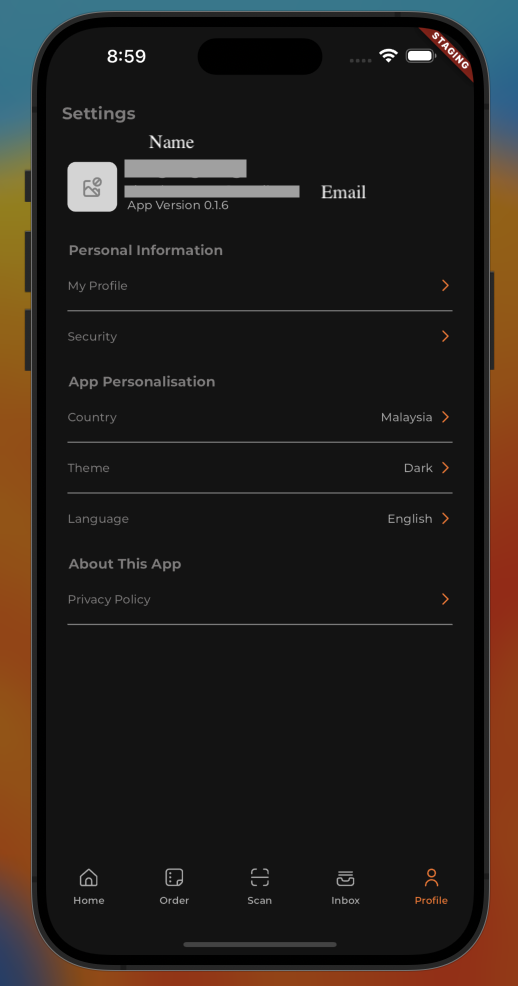 8:59
STAGING
Settings
Name
Email
App Version 0.1.6
Personal Information
My Profile
Security
App Personalisation
Country Malaysia
Theme Dark
Language English
About This App
Privacy Policy
Home Order Scan Inbox Profile